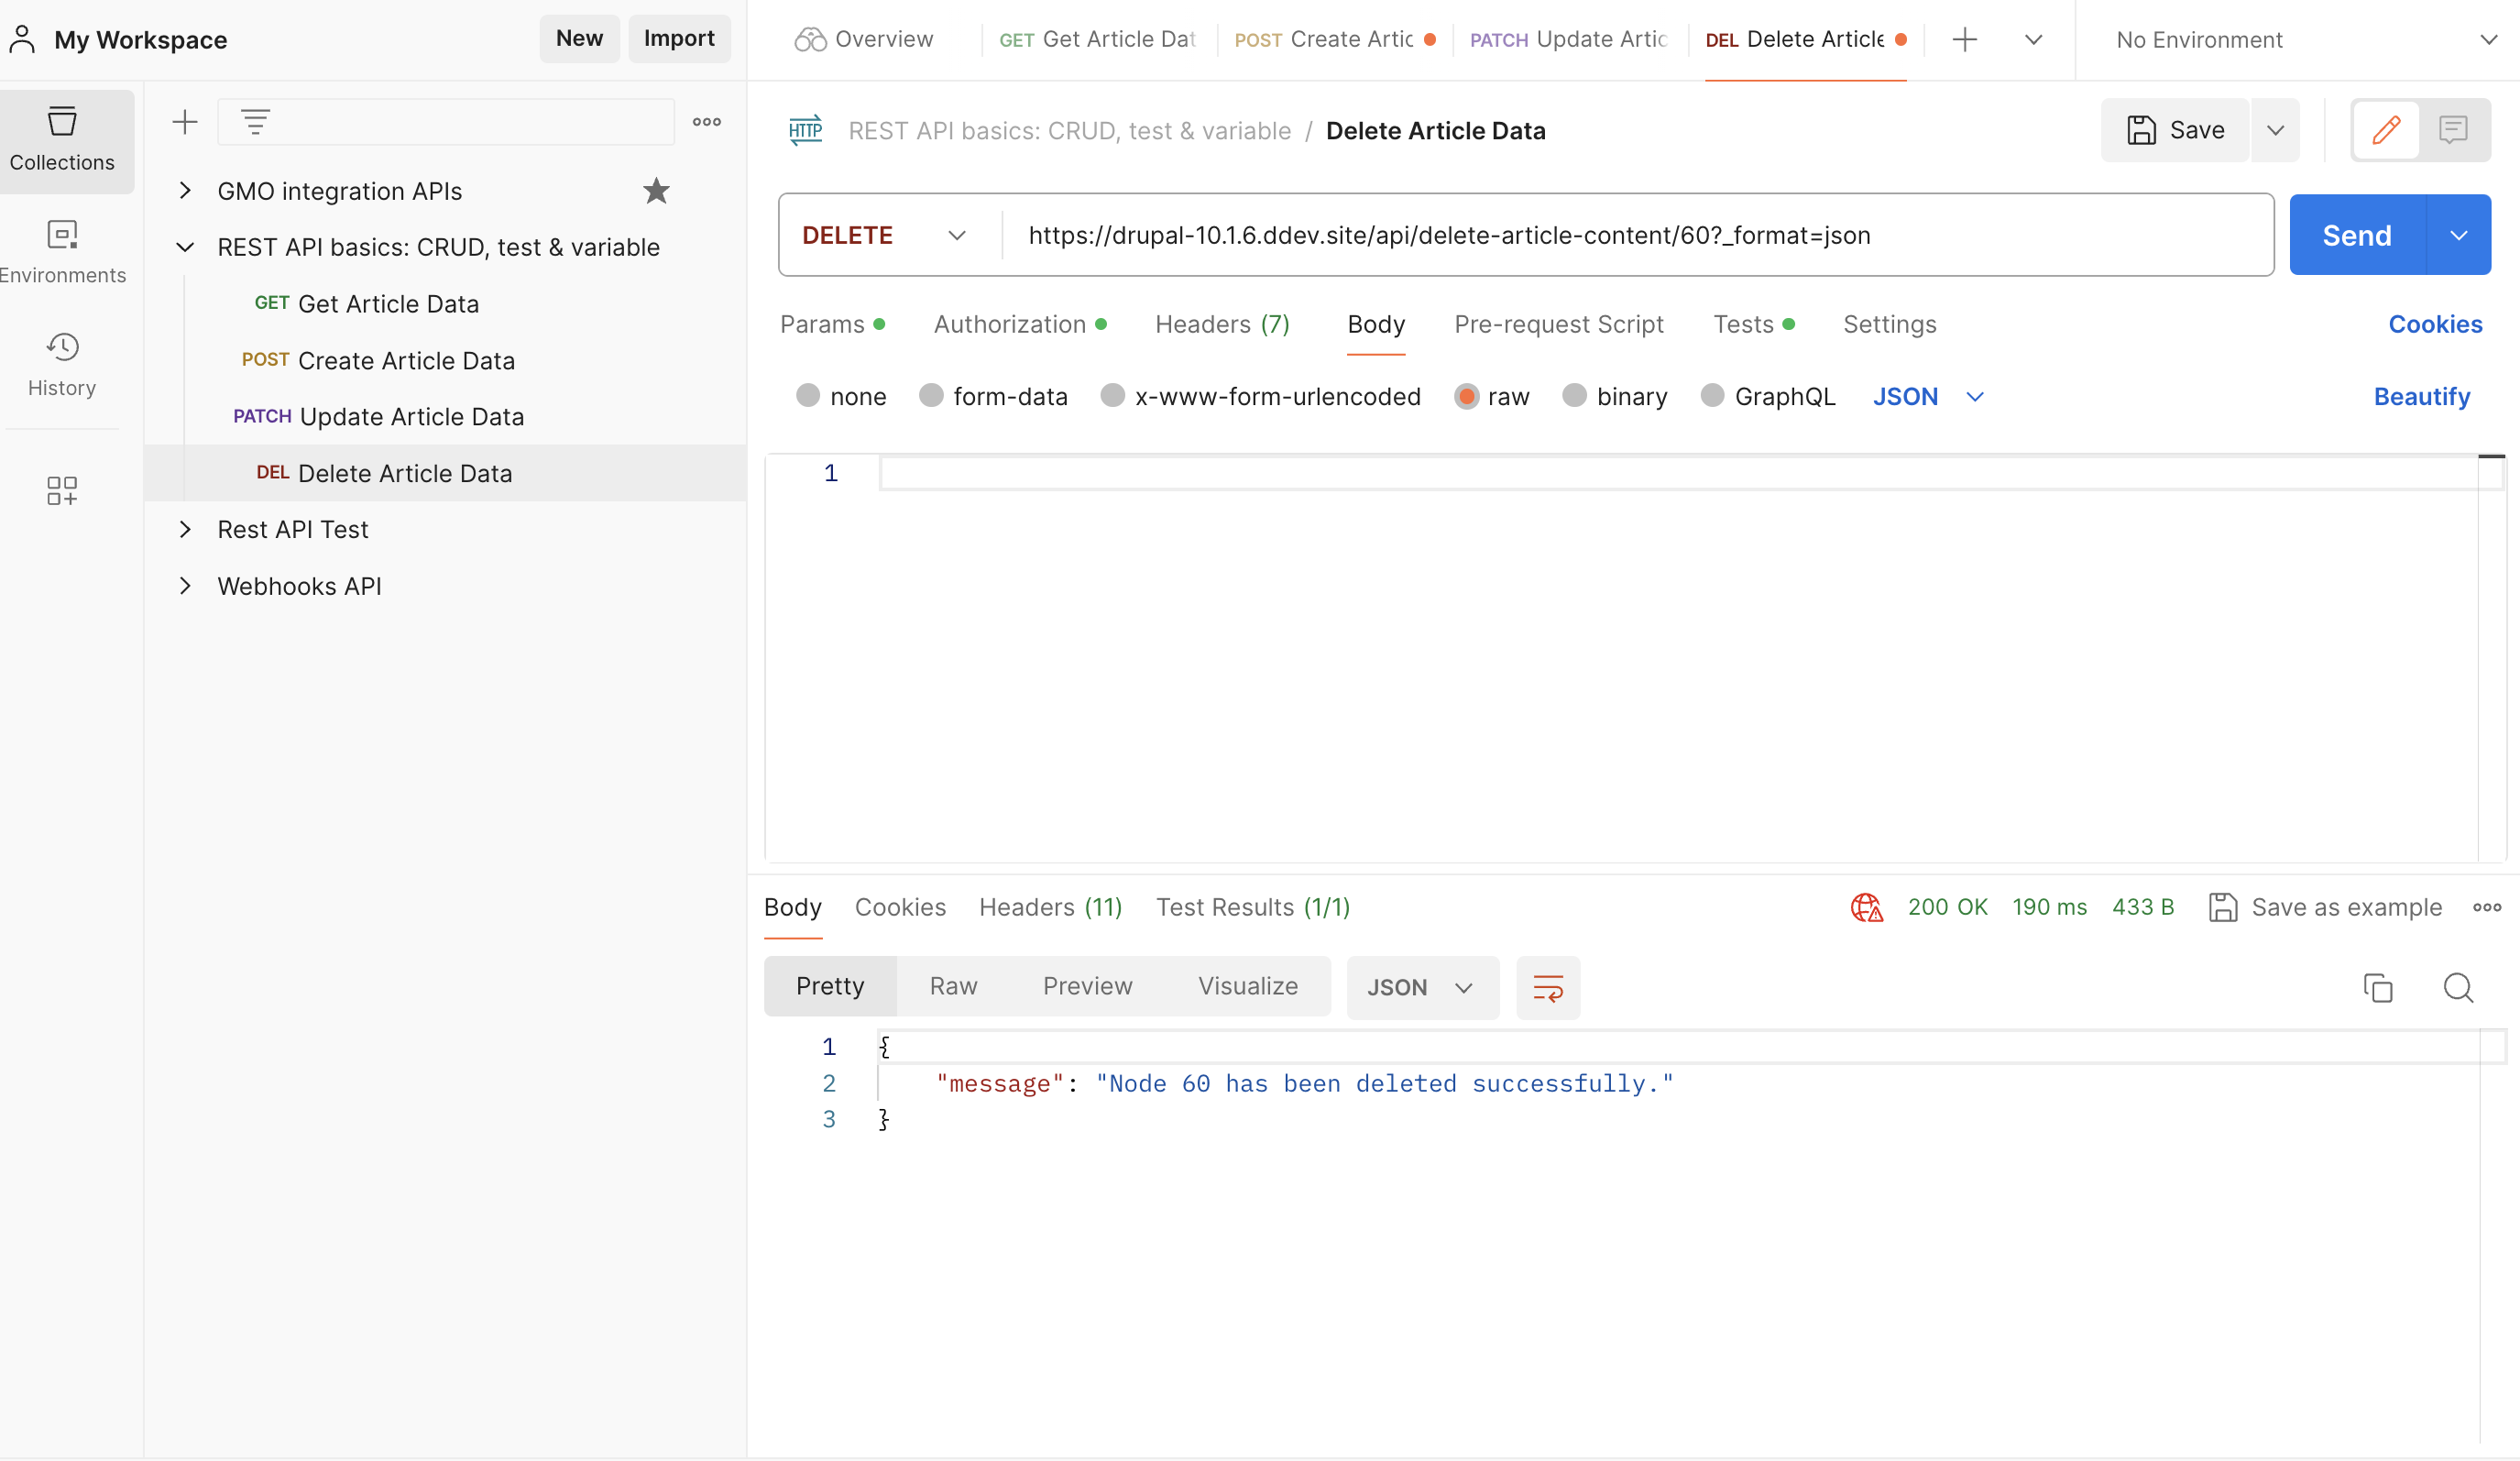 My Workspace
New
Import
Overview
GET Get Article Dat
POST Create Artic
PATCH Update Artic
DEL Delete Article
No Environment
Collections
Environments
History
GMO integration APIs
REST API basics: CRUD, test & variable
GET Get Article Data
POST Create Article Data
PATCH Update Article Data
DEL Delete Article Data
Rest API Test
Webhooks API
HTTP REST API basics: CRUD, test & variable / Delete Article Data
Save
DELETE https://drupal-10.1.6.ddev.site/api/delete-article-content/60?_format=json
Send
Params Authorization Headers (7) Body Pre-request Script Tests Settings Cookies
none form-data x-www-form-urlencoded raw binary GraphQL JSON Beautify
1
Body Cookies Headers (11) Test Results (1/1) 200 OK 190 ms 433 B Save as example
Pretty Raw Preview Visualize JSON
1 {
2 "message": "Node 60 has been deleted successfully."
3 }